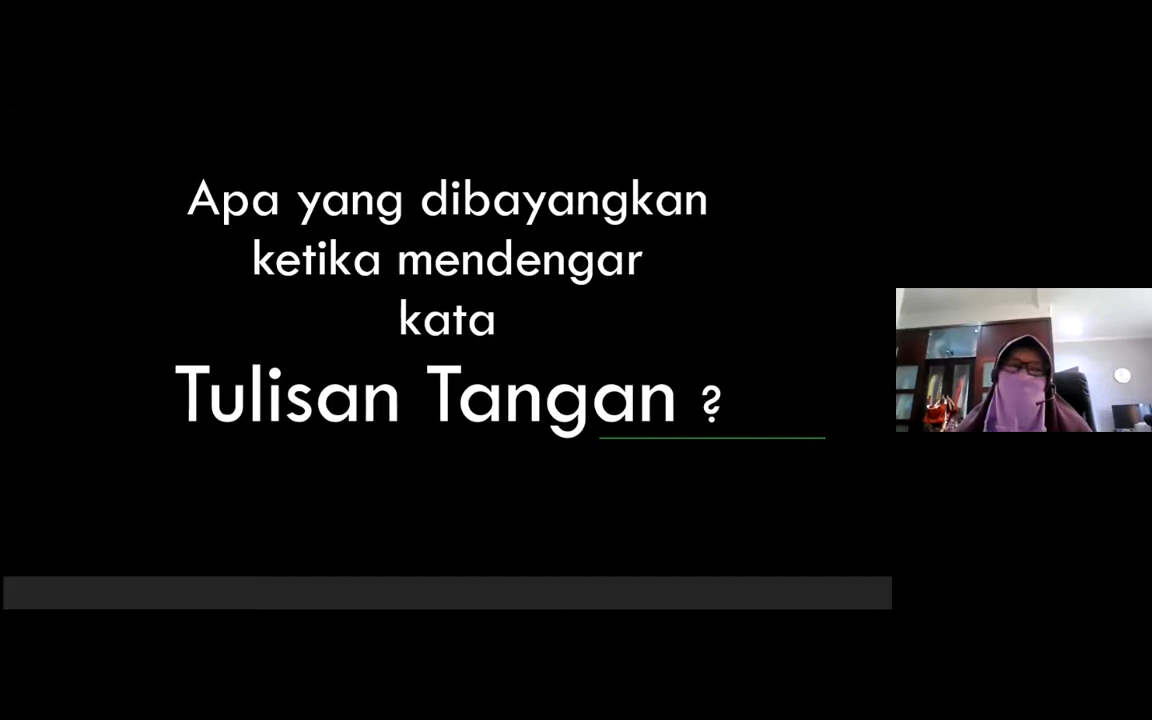 Apa yang dibayangkan
ketika mendengar
kata
Tulisan Tangan ?